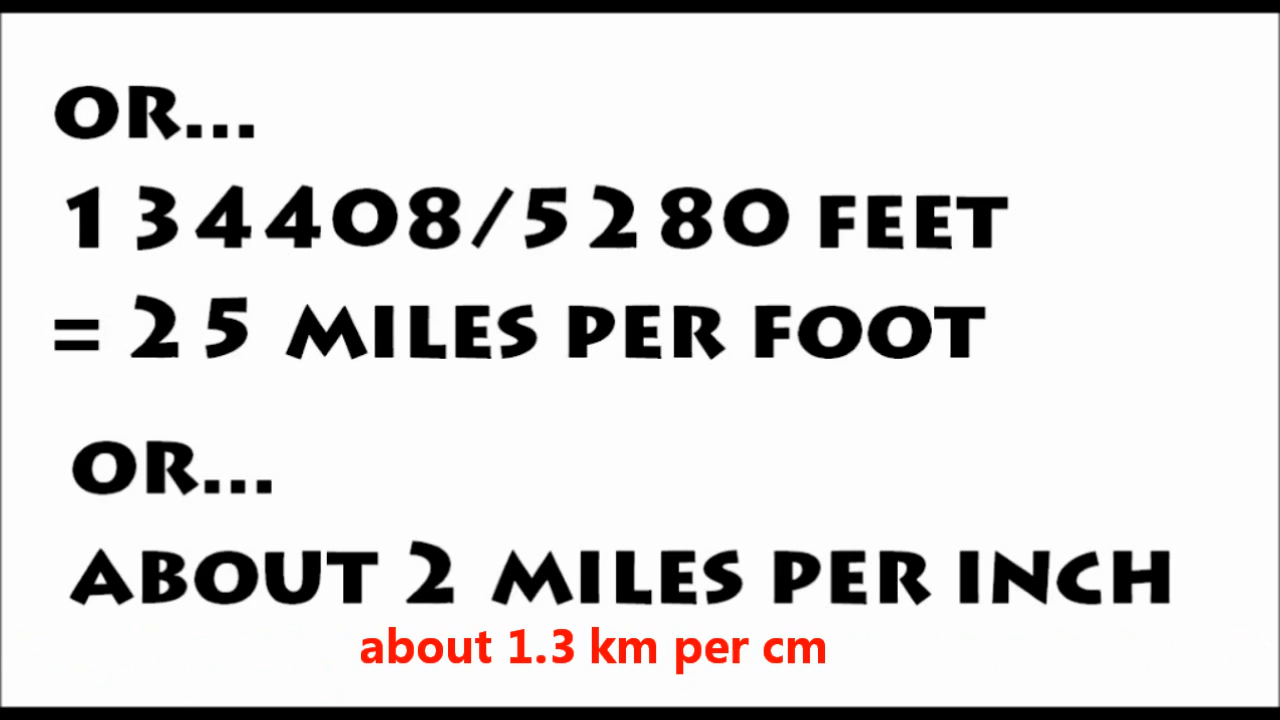 OR...
134408/5280 FEET
= 25 MILES PER FOOT
OR...
ABOUT 2 MILES PER INCH
about 1.3 km per cm